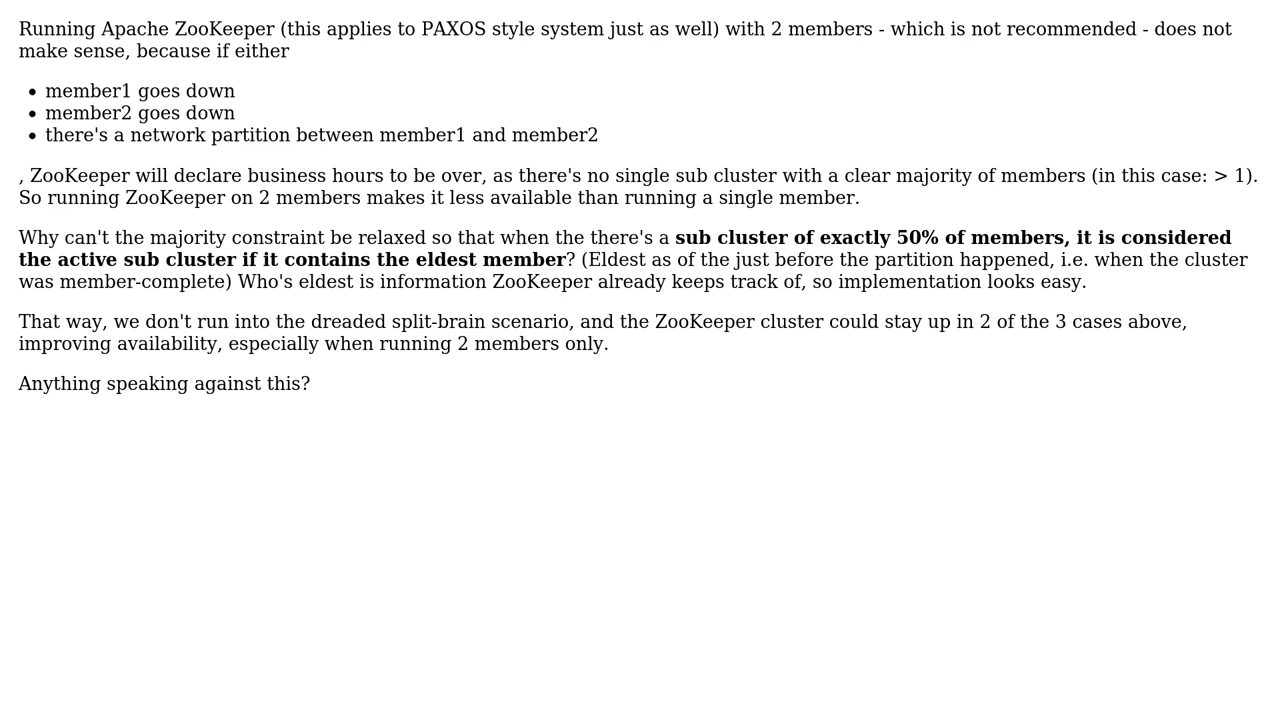 Running Apache ZooKeeper (this applies to PAXOS style system just as well) with 2 members - which is not recommended - does not
make sense, because if either
• member1 goes down
• member2 goes down
• there's a network partition between member1 and member2
, ZooKeeper will declare business hours to be over, as there's no single sub cluster with a clear majority of members (in this case: > 1).
So running ZooKeeper on 2 members makes it less available than running a single member.
Why can't the majority constraint be relaxed so that when the there's a sub cluster of exactly 50% of members, it is considered
the active sub cluster if it contains the eldest member? (Eldest as of the just before the partition happened, i.e. when the cluster
was member-complete) Who's eldest is information ZooKeeper already keeps track of, so implementation looks easy.
That way, we don't run into the dreaded split-brain scenario, and the ZooKeeper cluster could stay up in 2 of the 3 cases above,
improving availability, especially when running 2 members only.
Anything speaking against this?